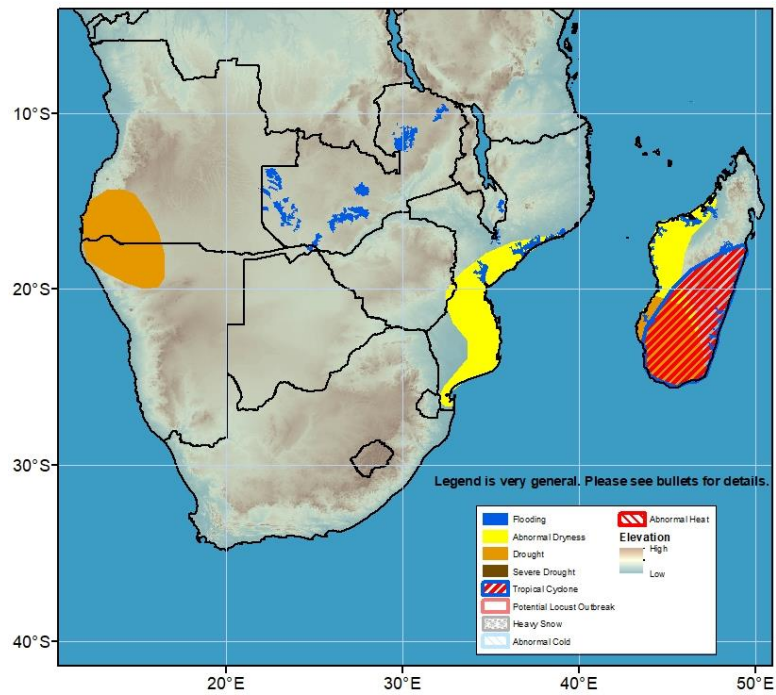 10°S
20°S
30°S
Legend is very general. Please see bullets for details.
Flooding
Abnormal Dryness
Drought
Severe Drought
Tropical Cyclone
Potential Locust Outbreak
Heavy Snow
Abnormal Cold
Abnormal Heat
Elevation
High
Low
40°S
20°E 30°E 40°E 50°E